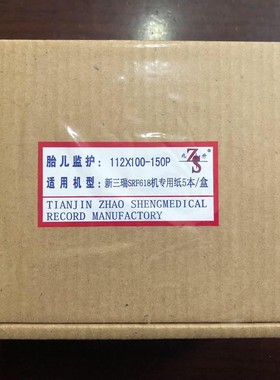 胎儿监护: 112X100-150P
适用机型: 新三瑞SRF618机专用纸5本/盒
TIANJIN ZHAO SHENGMEDICAL
RECORD MANUFACTORY
ZS
®